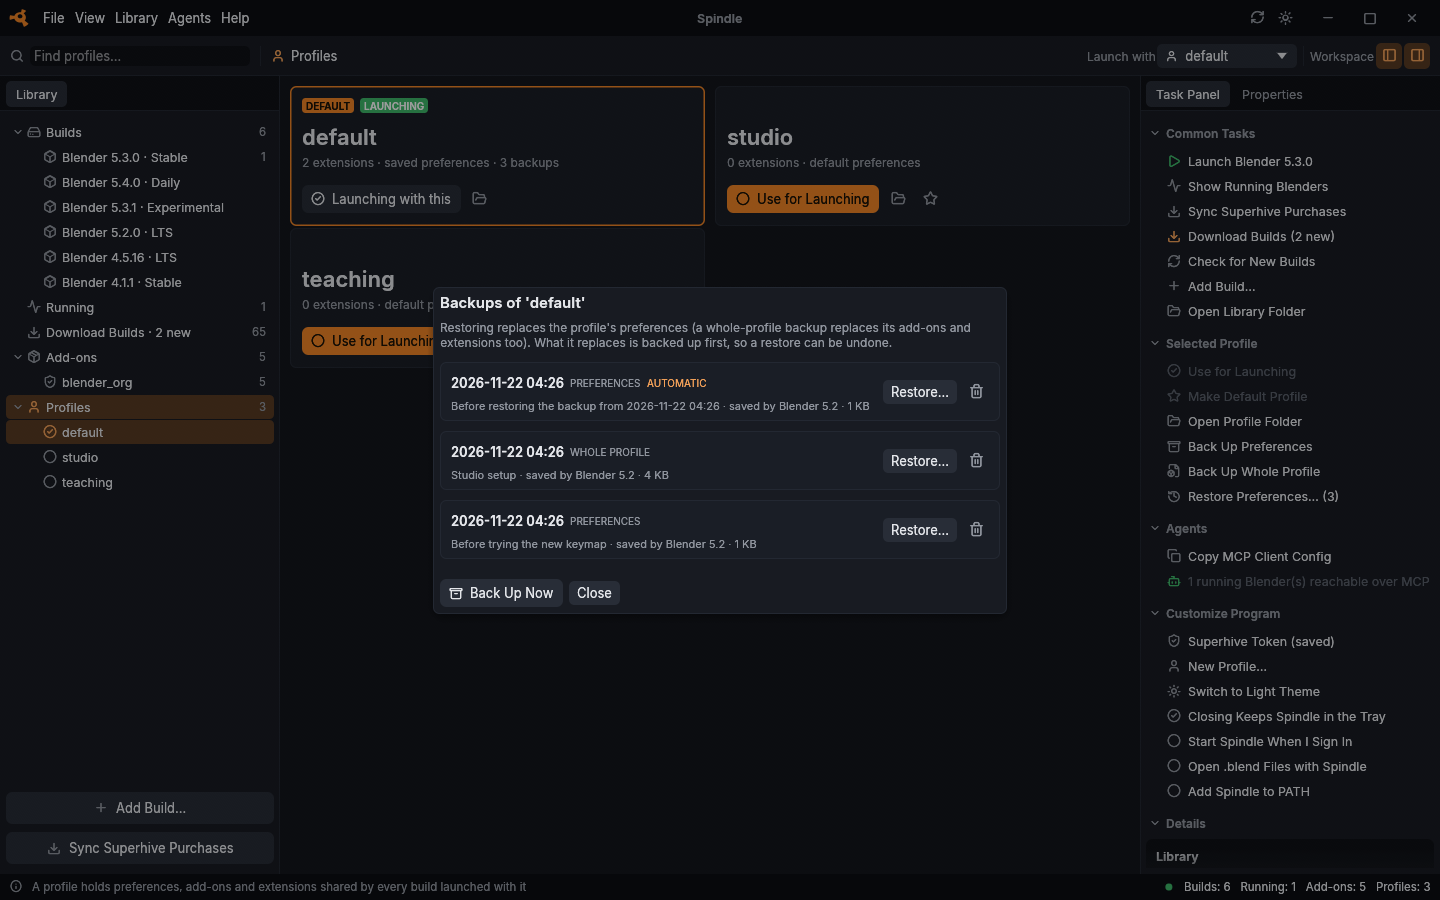 File View Library Agents Help
Spindle
Find profiles...
Profiles
Launch with
default
Workspace
Library
Builds 6
Blender 5.3.0 · Stable 1
Blender 5.4.0 · Daily
Blender 5.3.1 · Experimental
Blender 5.2.0 · LTS
Blender 4.5.16 · LTS
Blender 4.1.1 · Stable
Running 1
Download Builds · 2 new 65
Add-ons 5
blender_org 5
Profiles 3
default
studio
teaching
Add Build...
Sync Superhive Purchases
DEFAULT LAUNCHING
default
2 extensions · saved preferences · 3 backups
Launching with this
studio
0 extensions · default preferences
Use for Launching
teaching
0 extensions · default p
Use for Launchin
Backups of 'default'
Restoring replaces the profile's preferences (a whole-profile backup replaces its add-ons and
extensions too). What it replaces is backed up first, so a restore can be undone.
2026-11-22 04:26 PREFERENCES AUTOMATIC
Before restoring the backup from 2026-11-22 04:26 · saved by Blender 5.2 · 1 KB
Restore...
2026-11-22 04:26 WHOLE PROFILE
Studio setup · saved by Blender 5.2 · 4 KB
Restore...
2026-11-22 04:26 PREFERENCES
Before trying the new keymap · saved by Blender 5.2 · 1 KB
Restore...
Back Up Now
Close
Task Panel
Properties
Common Tasks
Launch Blender 5.3.0
Show Running Blenders
Sync Superhive Purchases
Download Builds (2 new)
Check for New Builds
Add Build...
Open Library Folder
Selected Profile
Use for Launching
Make Default Profile
Open Profile Folder
Back Up Preferences
Back Up Whole Profile
Restore Preferences... (3)
Agents
Copy MCP Client Config
1 running Blender(s) reachable over MCP
Customize Program
Superhive Token (saved)
New Profile...
Switch to Light Theme
Closing Keeps Spindle in the Tray
Start Spindle When I Sign In
Open .blend Files with Spindle
Add Spindle to PATH
Details
Library
A profile holds preferences, add-ons and extensions shared by every build launched with it
Builds: 6 Running: 1 Add-ons: 5 Profiles: 3